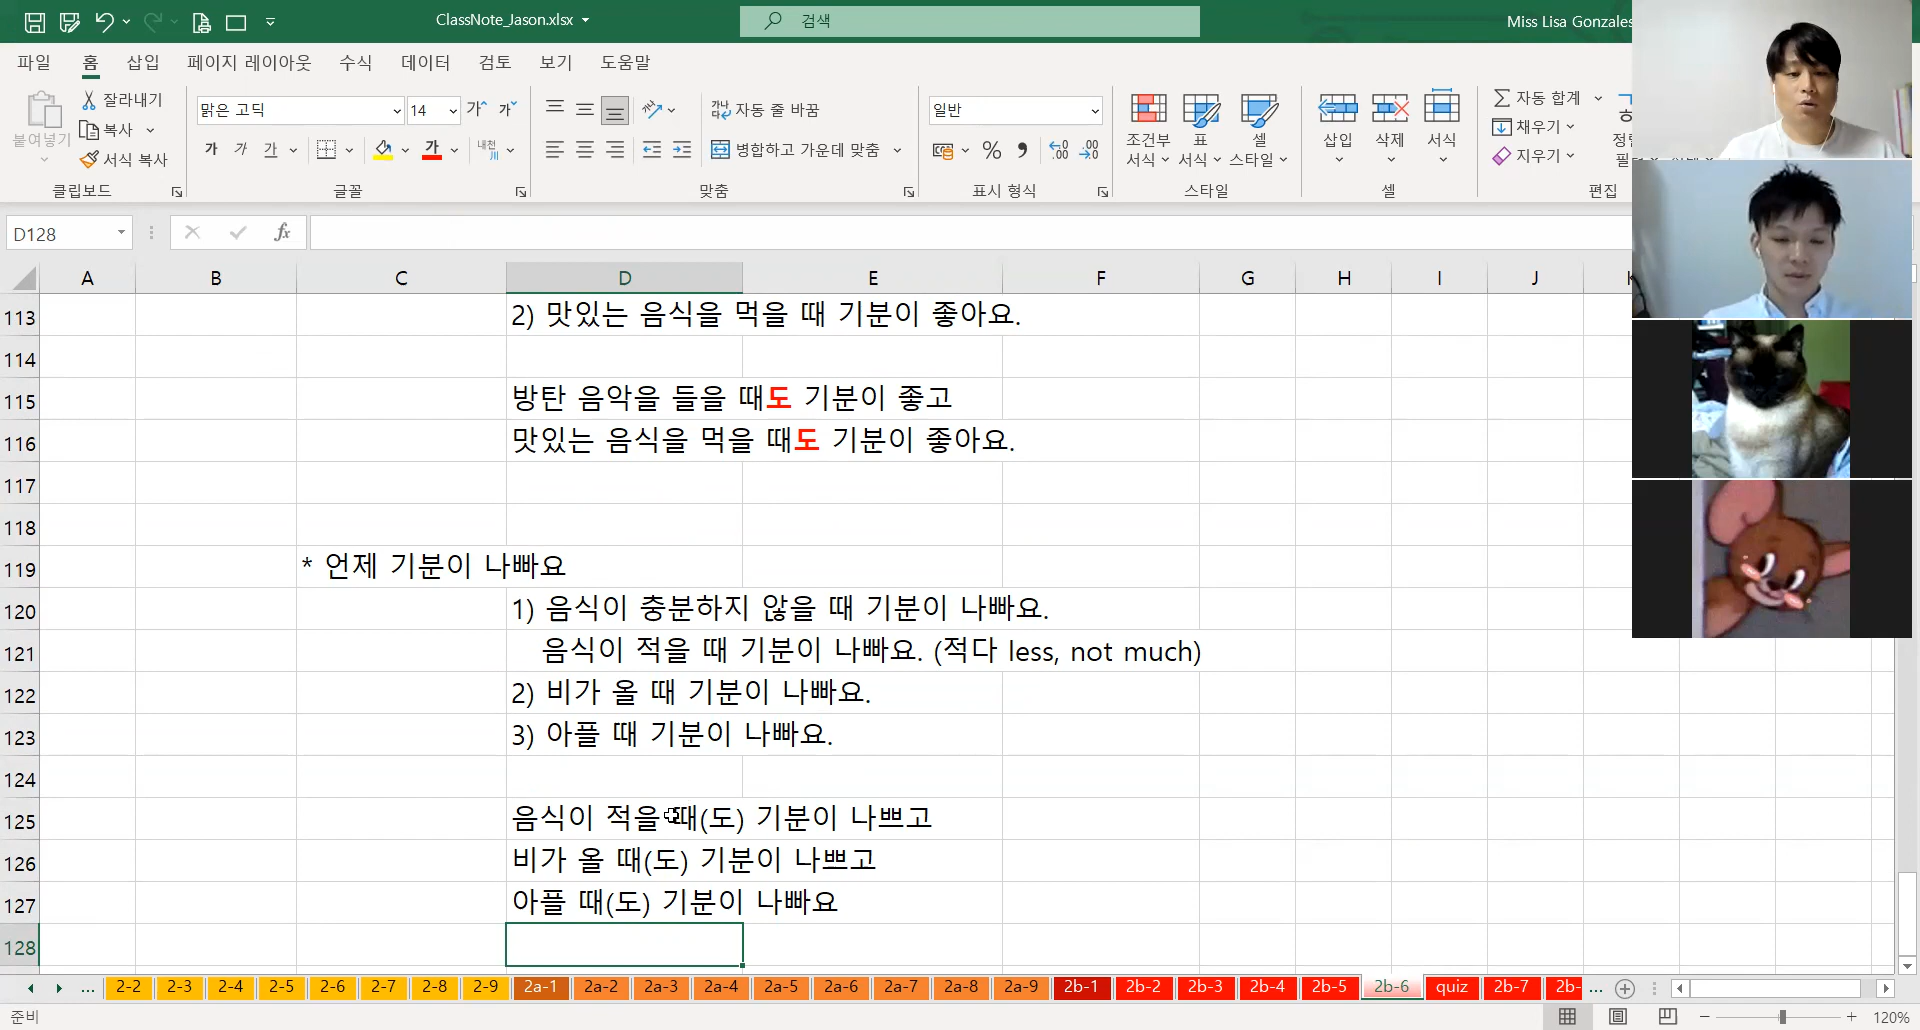 ClassNote_Jason.xlsx
검색
Miss Lisa Gonzales
파일 홈 삽입 페이지 레이아웃 수식 데이터 검토 보기 도움말
붙여넣기
잘라내기
복사
서식 복사
클립보드
맑은 고딕 14 가 가
가 가 가 가 내천
글꼴
가나다 자동 줄 바꿈
병합하고 가운데 맞춤
맞춤
일반
% 9 .00 .00
표시 형식
조건부 서식
표 서식
셀 스타일
스타일
삽입 삭제 서식
셀
자동 합계
채우기
지우기
편집
D128 fx
A B C D E F G H I J
113 2) 맛있는 음식을 먹을 때 기분이 좋아요.
114
115 방탄 음악을 들을 때도 기분이 좋고
116 맛있는 음식을 먹을 때도 기분이 좋아요.
117
118
119 * 언제 기분이 나빠요
120 1) 음식이 충분하지 않을 때 기분이 나빠요.
121 음식이 적을 때 기분이 나빠요. (적다 less, not much)
122 2) 비가 올 때 기분이 나빠요.
123 3) 아플 때 기분이 나빠요.
124
125 음식이 적을 때(도) 기분이 나쁘고
126 비가 올 때(도) 기분이 나쁘고
127 아플 때(도) 기분이 나빠요
128
... 2-2 2-3 2-4 2-5 2-6 2-7 2-8 2-9 2a-1 2a-2 2a-3 2a-4 2a-5 2a-6 2a-7 2a-8 2a-9 2b-1 2b-2 2b-3 2b-4 2b-5 2b-6 quiz 2b-7 2b- ...
준비 120%